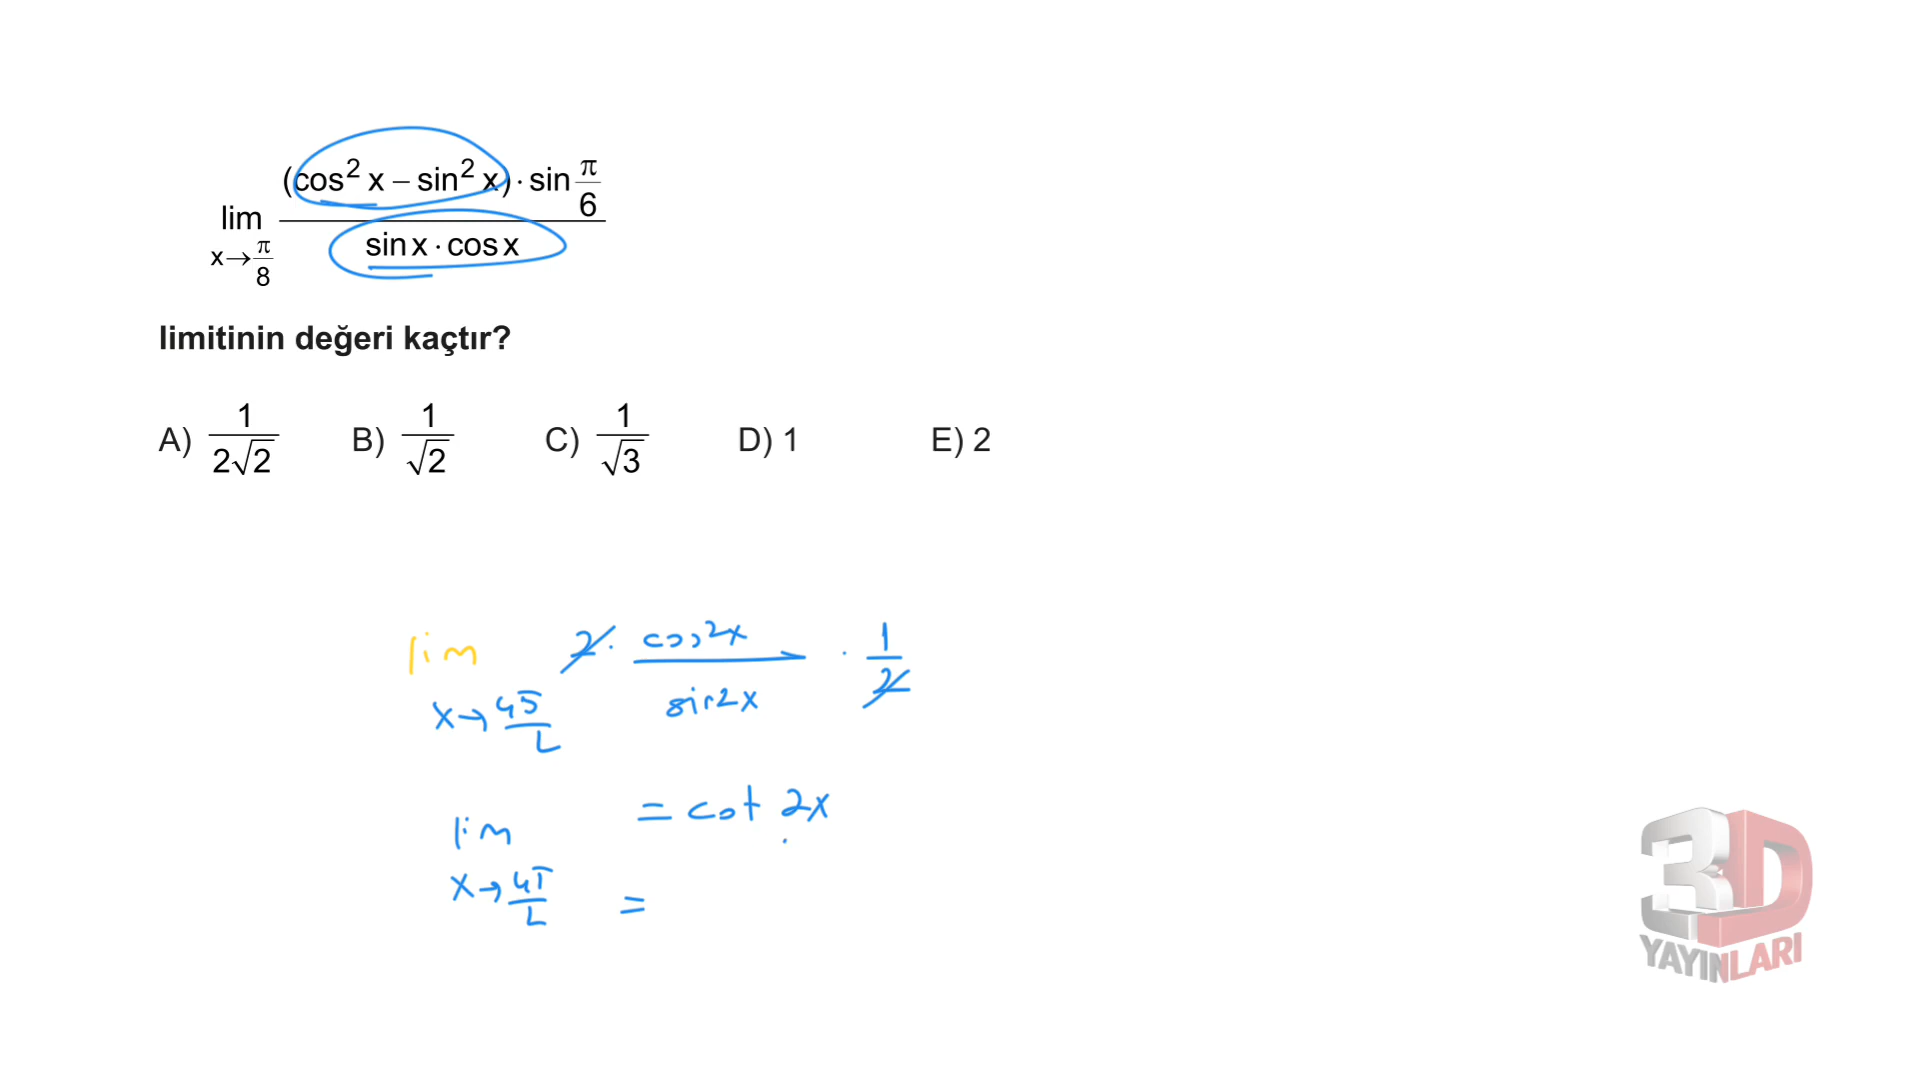 lim x→π/8 ((cos² x – sin² x) · sin π/6) / (sin x · cos x)
limitinin değeri kaçtır?
A) 1/(2√2) B) 1/√2 C) 1/√3 D) 1 E) 2
lim x→45/2 2 · cos2x / sin2x · 1/2
lim x→45/2 = cot 2x
=
3D
YAYINLARI